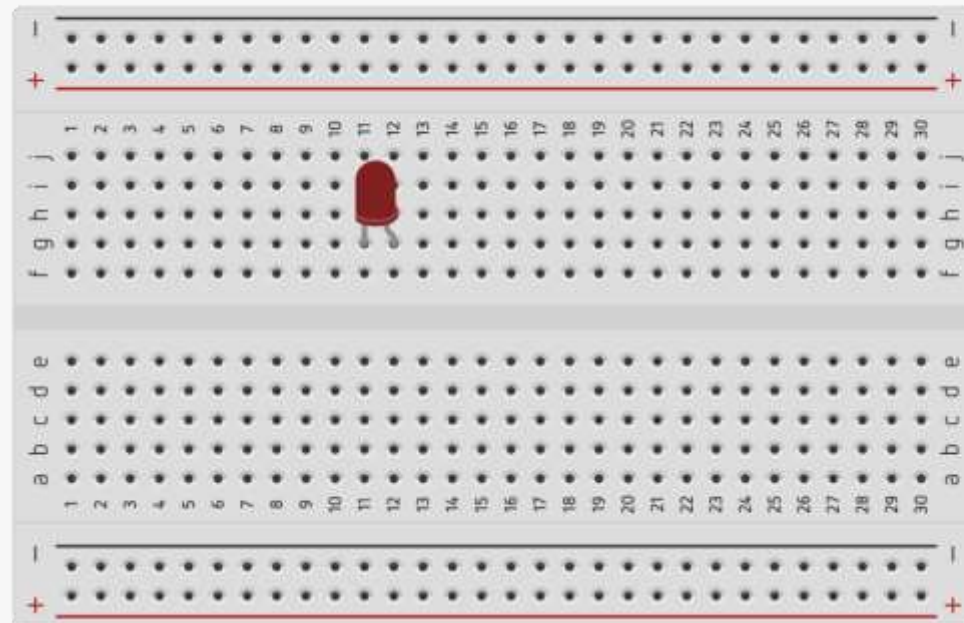 − −
+ +
1 2 3 4 5 6 7 8 9 10 11 12 13 14 15 16 17 18 19 20 21 22 23 24 25 26 27 28 29 30
j j
i i
h h
g g
f f
e e
d d
c c
b b
a a
1 2 3 4 5 6 7 8 9 10 11 12 13 14 15 16 17 18 19 20 21 22 23 24 25 26 27 28 29 30
− −
+ +